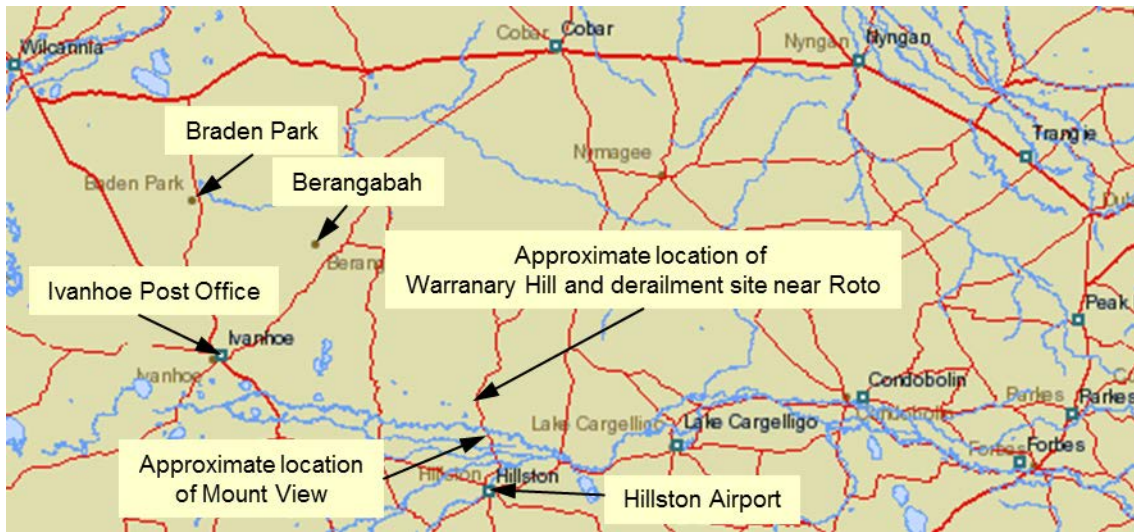 Wilcannia
Cobar
Cobar
Nyngan
Nyngan
Braden Park
Trangie
Nymagee
Baden Park
Berangabah
Approximate location of
Warranary Hill and derailment site near Roto
Berang
Ivanhoe Post Office
Peak
Ivanhoe
Ivanhoe
Condobolin
Condobolin
Parkes
Parkes
Lake Cargelligo
Lake Cargelligo
Forbes
Forbes
Approximate location
of Mount View
Hillston
Hillston
Hillston Airport